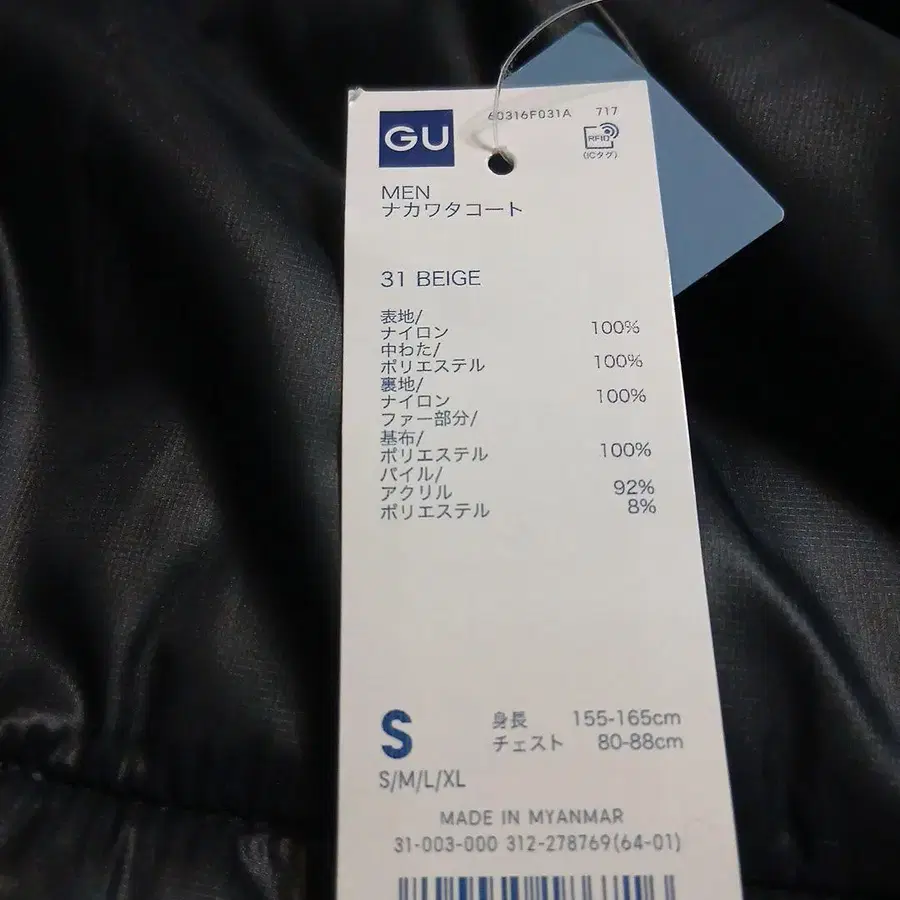 GU
60316F031A 717
RFID
(ICタグ)
MEN
ナカワタコート
31 BEIGE
表地/
ナイロン 100%
中わた/
ポリエステル 100%
裏地/
ナイロン 100%
ファー部分/
基布/
ポリエステル 100%
パイル/
アクリル 92%
ポリエステル 8%
S 身長 155-165cm
チェスト 80-88cm
S/M/L/XL
MADE IN MYANMAR
31-003-000 312-278769(64-01)